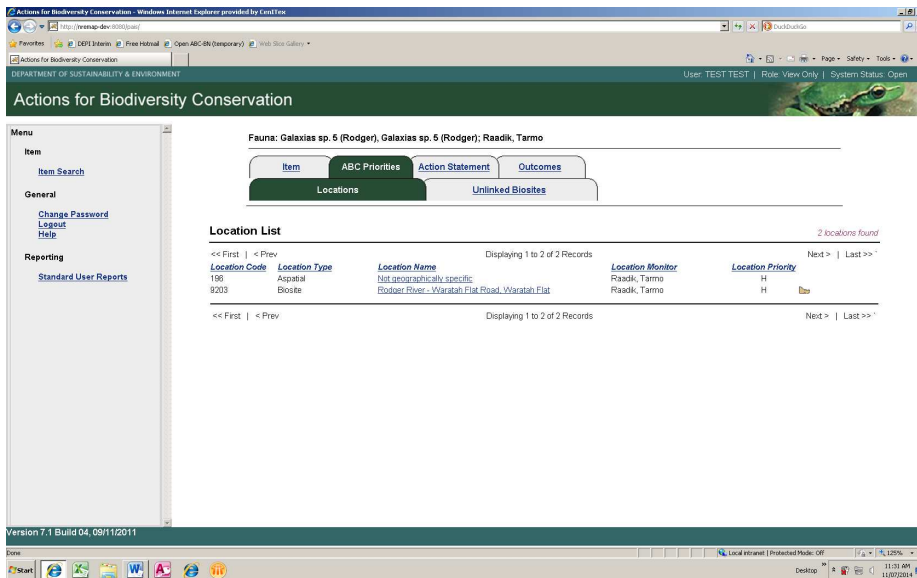 Actions for Biodiversity Conservation - Windows Internet Explorer provided by CenITex
http://nremap-dev:8080/pais/
DuckDuckGo
Favorites DEPI Interim Free Hotmail Open ABC-BN (temporary) Web Slice Gallery
Actions for Biodiversity Conservation
Page Safety Tools
DEPARTMENT OF SUSTAINABILITY & ENVIRONMENT
User: TEST TEST | Role: View Only | System Status: Open
Actions for Biodiversity Conservation
Menu
Item
Item Search
General
Change Password
Logout
Help
Reporting
Standard User Reports
Fauna: Galaxias sp. 5 (Rodger), Galaxias sp. 5 (Rodger); Raadik, Tarmo
Item ABC Priorities Action Statement Outcomes
Locations Unlinked Biosites
Location List
2 locations found
<< First | < Prev Displaying 1 to 2 of 2 Records Next > | Last >>
Location Code Location Type Location Name Location Monitor Location Priority
196 Aspatial Not geographically specific Raadik, Tarmo H
9203 Biosite Rodger River - Waratah Flat Road, Waratah Flat Raadik, Tarmo H
<< First | < Prev Displaying 1 to 2 of 2 Records Next > | Last >>
Version 7.1 Build 04, 09/11/2011
Done
Local intranet | Protected Mode: Off
125%
Start
Desktop
11:31 AM
11/07/2014